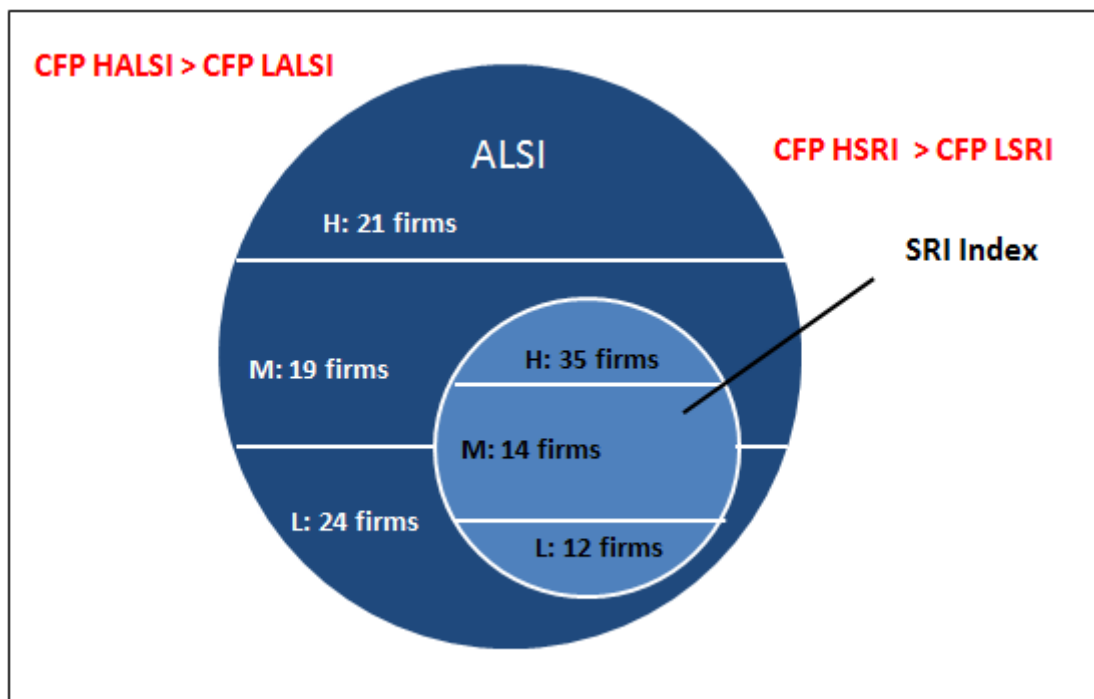 CFP HALSI > CFP LALSI
ALSI
CFP HSRI > CFP LSRI
H: 21 firms
SRI Index
H: 35 firms
M: 19 firms
M: 14 firms
L: 24 firms
L: 12 firms